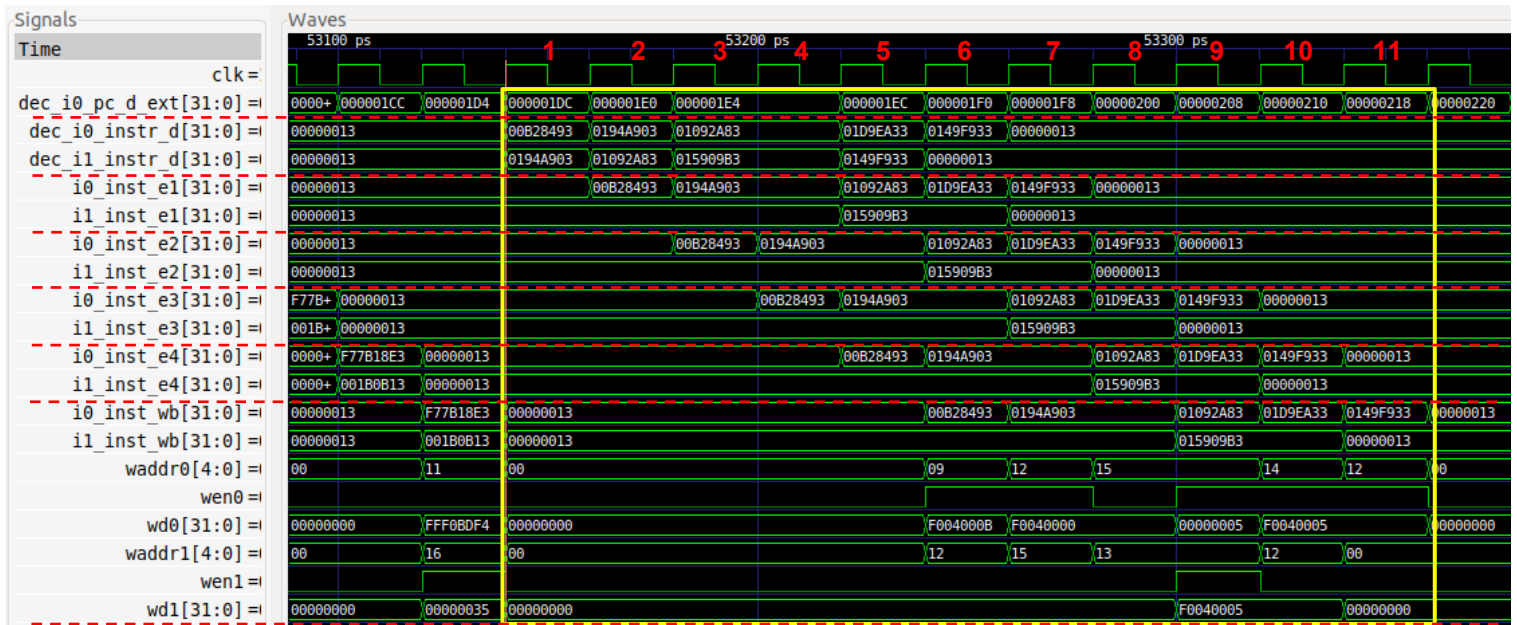 Signals Waves
Time 53100 ps 53200 ps 53300 ps
1 2 3 4 5 6 7 8 9 10 11
clk =
dec_i0_pc_d_ext[31:0] = 0000+ 000001CC 000001D4 000001DC 000001E0 000001E4 000001EC 000001F0 000001F8 00000200 00000208 00000210 00000218 00000220
dec_i0_instr_d[31:0] = 00000013 00B28493 0194A903 01092A83 01D9EA33 0149F933 00000013
dec_i1_instr_d[31:0] = 00000013 0194A903 01092A83 015909B3 0149F933 00000013
i0_inst_e1[31:0] = 00000013 00B28493 0194A903 01092A83 01D9EA33 0149F933 00000013
i1_inst_e1[31:0] = 00000013 015909B3 00000013
i0_inst_e2[31:0] = 00000013 00B28493 0194A903 01092A83 01D9EA33 0149F933 00000013
i1_inst_e2[31:0] = 00000013 015909B3 00000013
i0_inst_e3[31:0] = F77B+ 00000013 00B28493 0194A903 01092A83 01D9EA33 0149F933 00000013
i1_inst_e3[31:0] = 001B+ 00000013 015909B3 00000013
i0_inst_e4[31:0] = 0000+ F77B18E3 00000013 00B28493 0194A903 01092A83 01D9EA33 0149F933 00000013
i1_inst_e4[31:0] = 0000+ 001B0B13 00000013 015909B3 00000013
i0_inst_wb[31:0] = 00000013 F77B18E3 00000013 00B28493 0194A903 01092A83 01D9EA33 0149F933 00000013
i1_inst_wb[31:0] = 00000013 001B0B13 00000013 015909B3 00000013
waddr0[4:0] = 00 11 00 09 12 15 14 12 00
wen0 =
wd0[31:0] = 00000000 FFF0BDF4 00000000 F004000B F0040000 00000005 F0040005 00000000
waddr1[4:0] = 00 16 00 12 15 13 12 00
wen1 =
wd1[31:0] = 00000000 00000035 00000000 F0040005 00000000